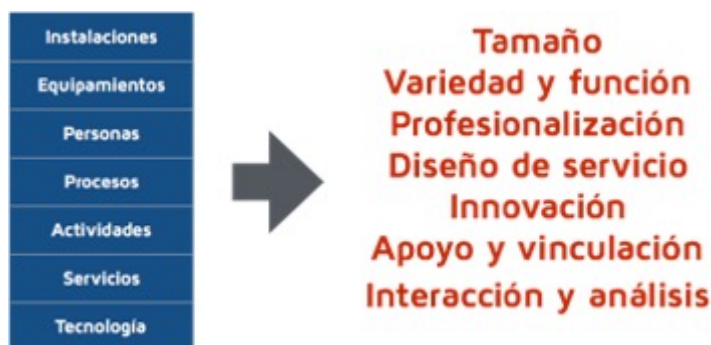 Instalaciones
Equipamientos
Personas
Procesos
Actividades
Servicios
Tecnología
Tamaño
Variedad y función
Profesionalización
Diseño de servicio
Innovación
Apoyo y vinculación
Interacción y análisis